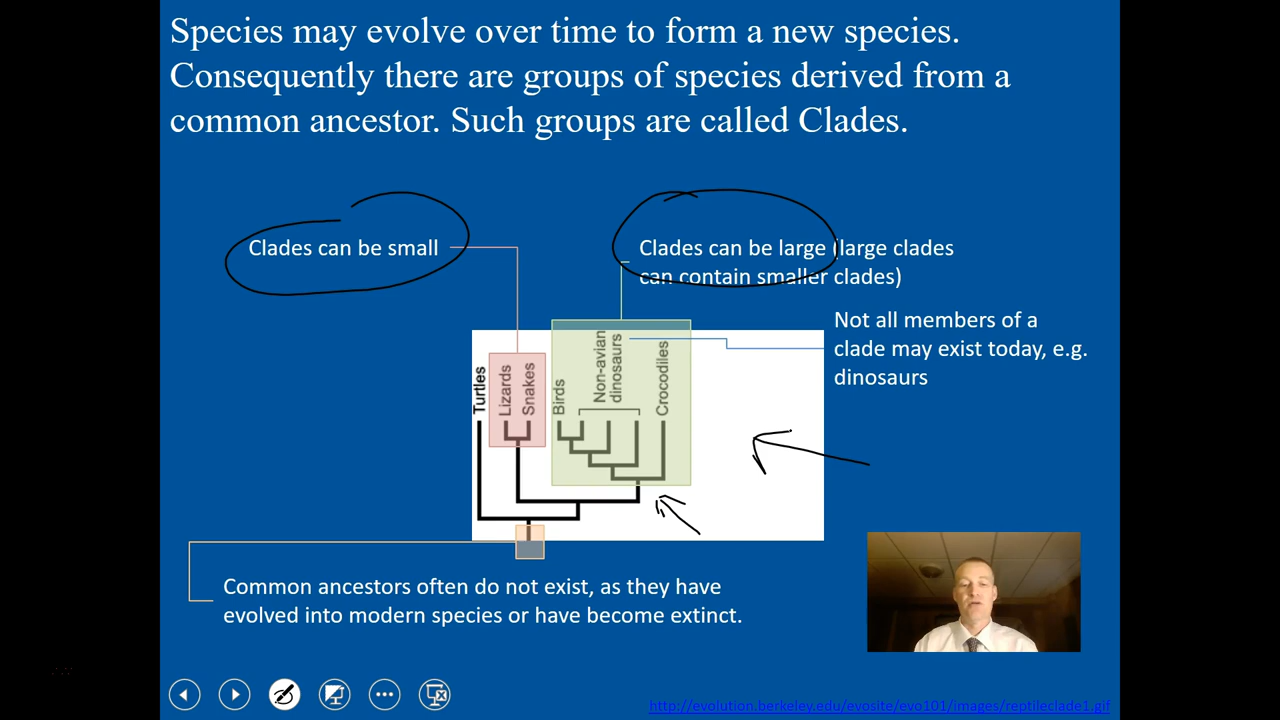 Species may evolve over time to form a new species.
Consequently there are groups of species derived from a
common ancestor. Such groups are called Clades.
Clades can be small
Clades can be large (large clades
can contain smaller clades)
Not all members of a
clade may exist today, e.g.
dinosaurs
Turtles
Lizards
Snakes
Birds
Non-avian
dinosaurs
Crocodiles
Common ancestors often do not exist, as they have
evolved into modern species or have become extinct.
http://evolution.berkeley.edu/evosite/evo101/images/reptileclade1.gif